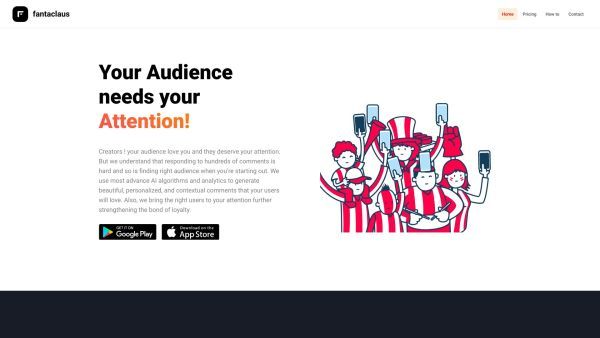 fantaclaus
Home Pricing How to Contact
Your Audience
needs your
Attention!
Creators ! your audience love you and they deserve your attention.
But we understand that responding to hundreds of comments is
hard and so is finding right audience when you're starting out. We
use most advance AI algorithms and analytics to generate
beautiful, personalized, and contextual comments that your users
will love. Also, we bring the right users to your attention further
strengthening the bond of loyalty.
GET IT ON
Google Play
Download on the
App Store